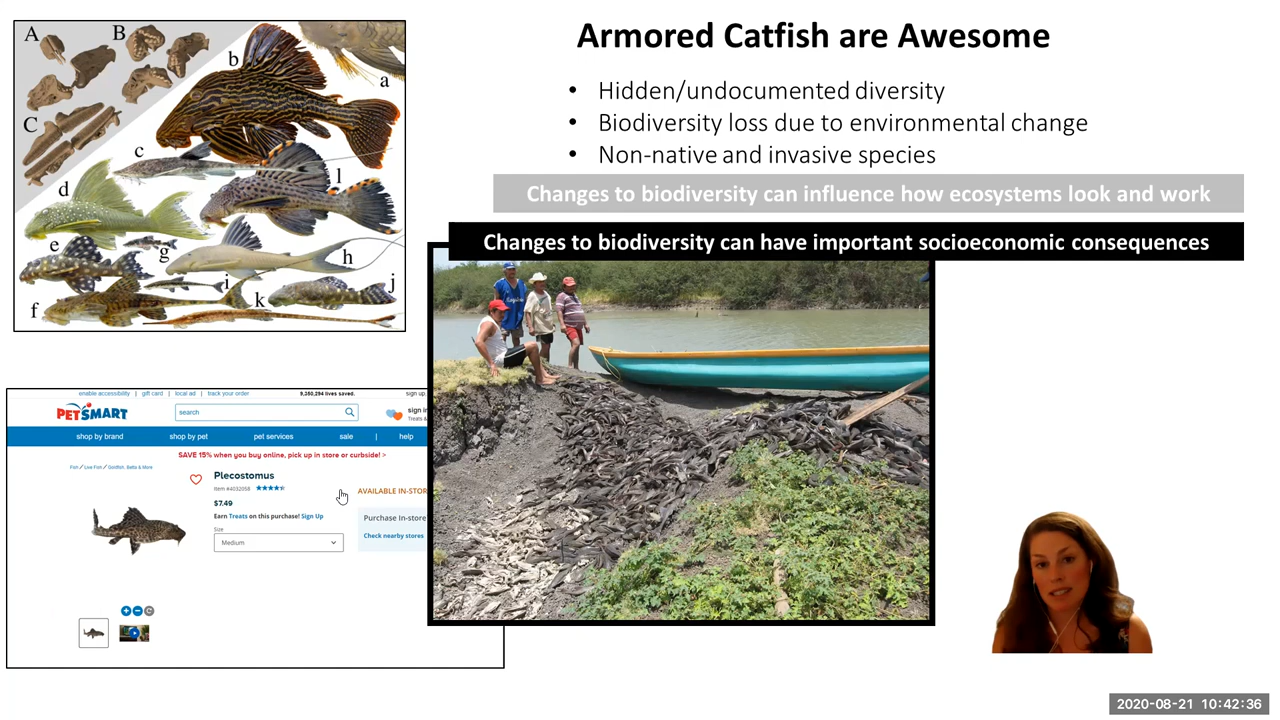 Armored Catfish are Awesome
• Hidden/undocumented diversity
• Biodiversity loss due to environmental change
• Non-native and invasive species
Changes to biodiversity can influence how ecosystems look and work
Changes to biodiversity can have important socioeconomic consequences
A
B
C
a
b
c
l
d
e
g
h
i
j
f
k
enable accessibility | gift card | local ad | track your order
9,350,294 lives saved.
sign up
PETSMART
search
sign in
Treats &
shop by brand
shop by pet
pet services
sale
|
help
SAVE 15% when you buy online, pick up in store or curbside! >
Fish / Live Fish / Goldfish, Betta & More
Plecostomus
Item #4032058
$7.49
AVAILABLE IN-STOR
Earn Treats on this purchase! Sign Up
Purchase In-store
Size
Medium
Check nearby stores
2020-08-21 10:42:36